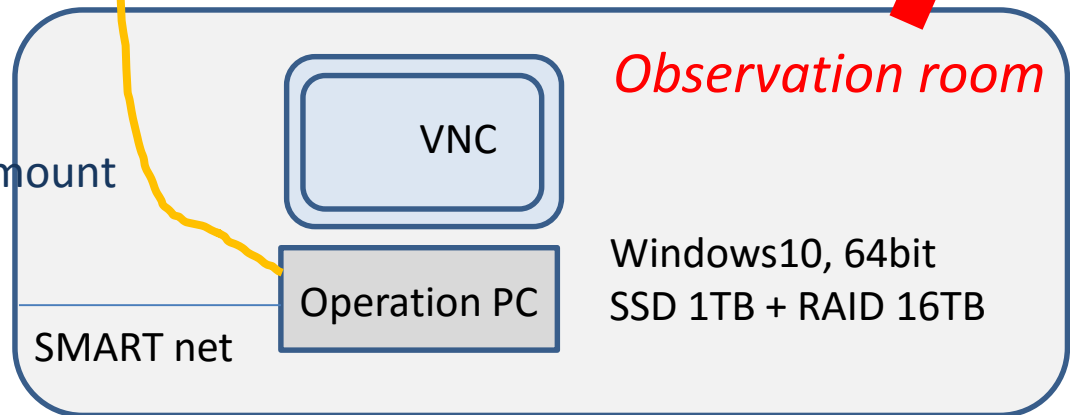 Observation room
VNC
mount
Windows10, 64bit
Operation PC
SSD 1TB + RAID 16TB
SMART net